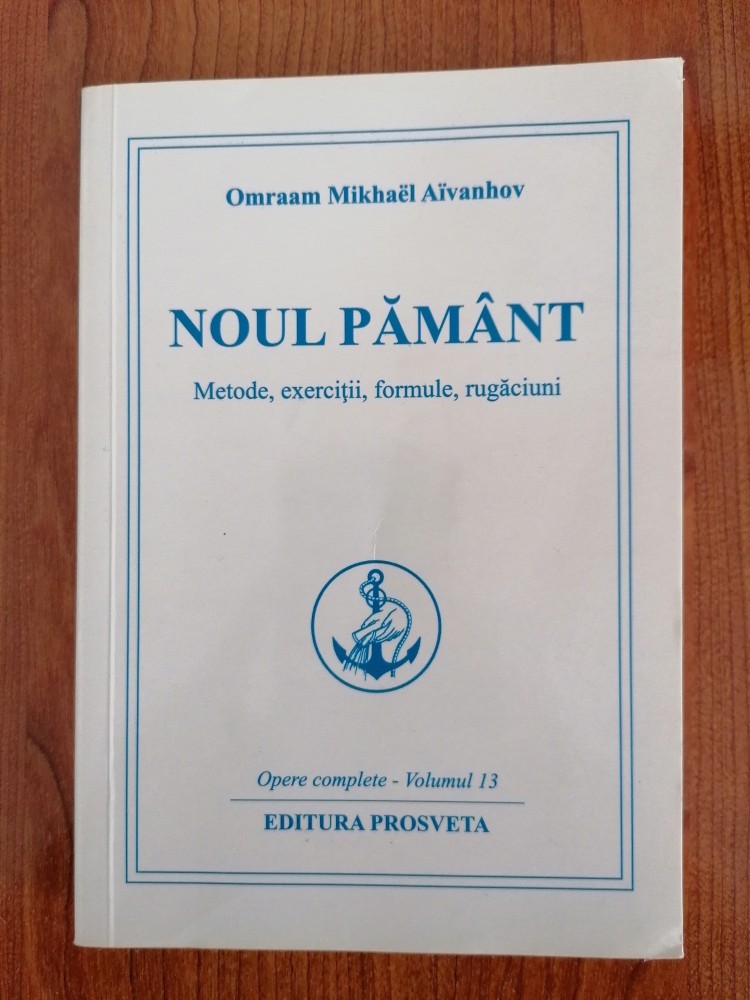 Omraam Mikhaël Aïvanhov
NOUL PĂMÂNT
Metode, exerciţii, formule, rugăciuni
Opere complete - Volumul 13
EDITURA PROSVETA